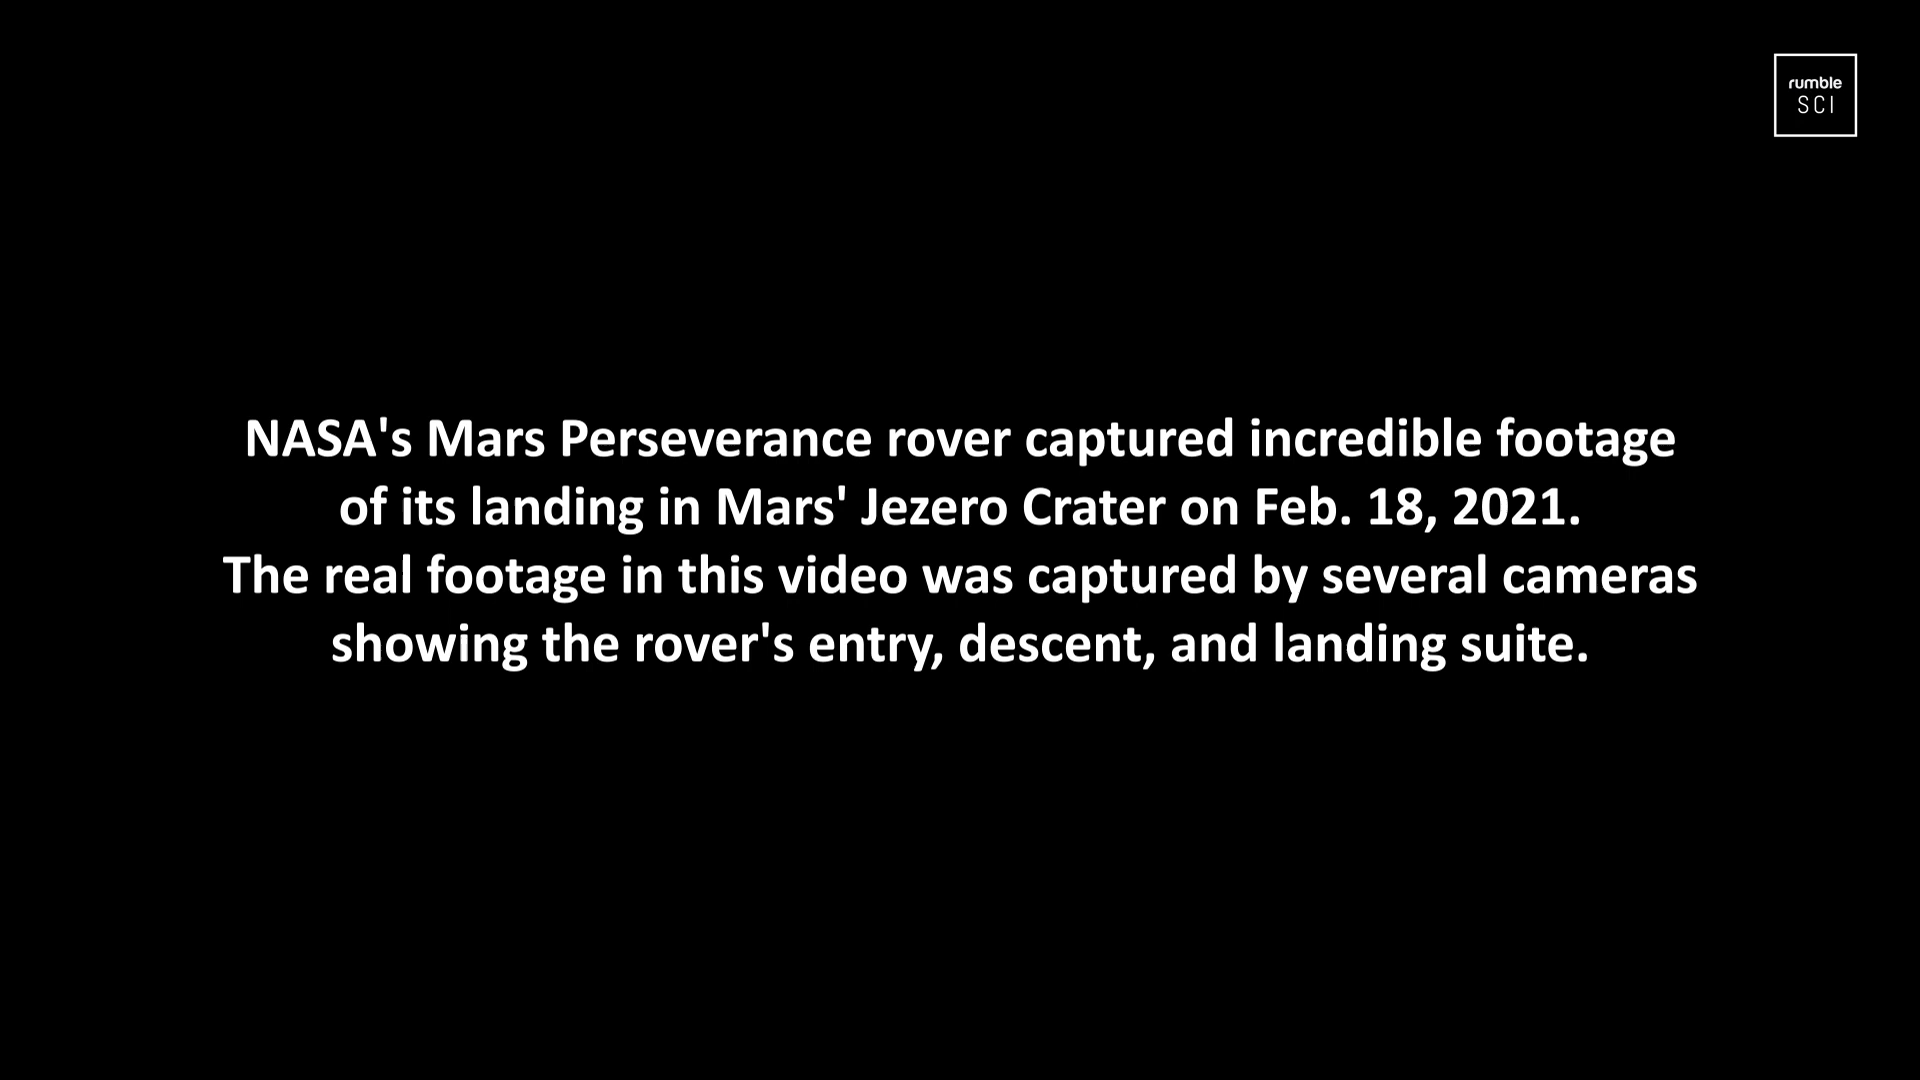 rumble
SCI
NASA's Mars Perseverance rover captured incredible footage
of its landing in Mars' Jezero Crater on Feb. 18, 2021.
The real footage in this video was captured by several cameras
showing the rover's entry, descent, and landing suite.